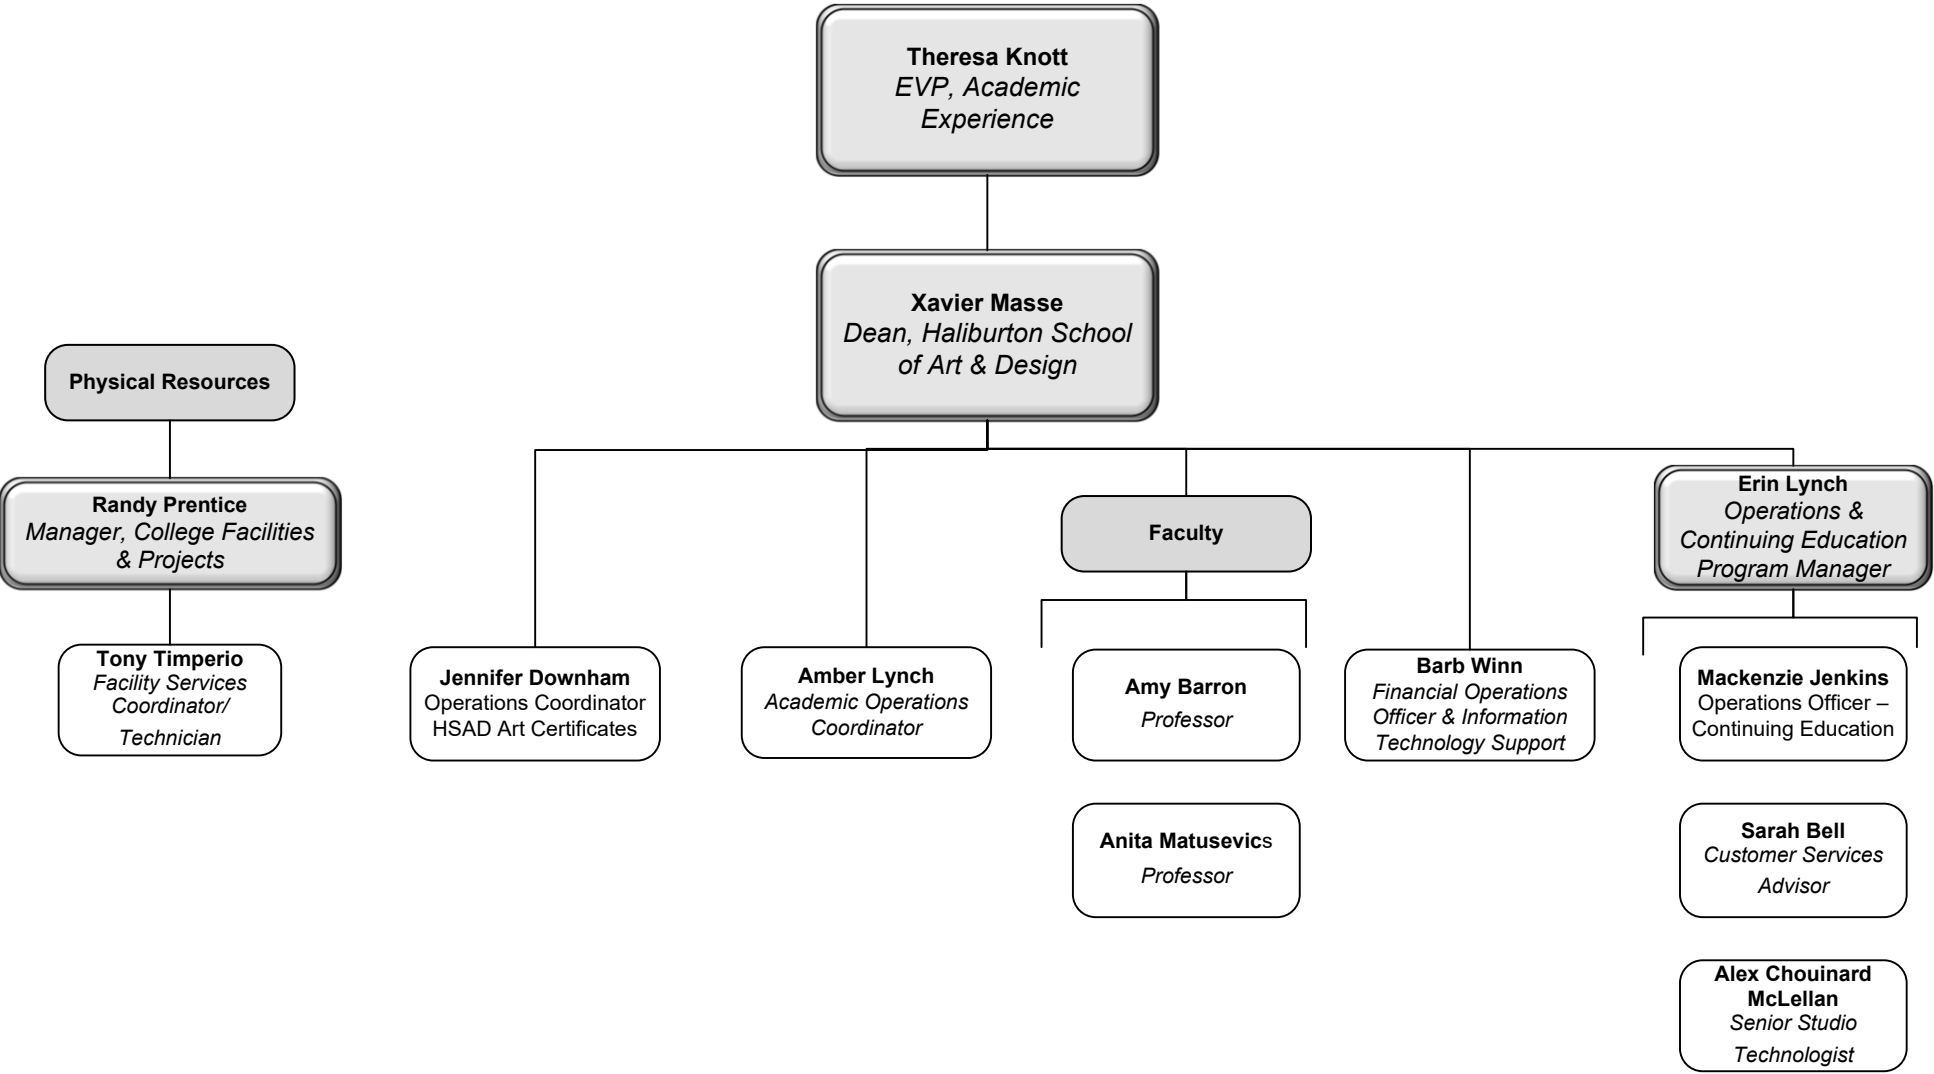 Theresa Knott
EVP, Academic
Experience
Xavier Masse
Dean, Haliburton School
of Art & Design
Physical Resources
Randy Prentice
Manager, College Facilities
& Projects
Tony Timperio
Facility Services
Coordinator/
Technician
Jennifer Downham
Operations Coordinator
HSAD Art Certificates
Amber Lynch
Academic Operations
Coordinator
Faculty
Amy Barron
Professor
Anita Matusevics
Professor
Barb Winn
Financial Operations
Officer & Information
Technology Support
Erin Lynch
Operations &
Continuing Education
Program Manager
Mackenzie Jenkins
Operations Officer –
Continuing Education
Sarah Bell
Customer Services
Advisor
Alex Chouinard
McLellan
Senior Studio
Technologist